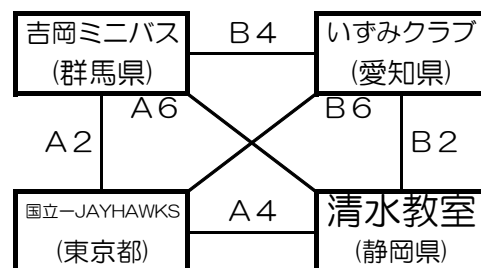 吉岡ミニバス
(群馬県)
B4
いずみクラブ
(愛知県)
A6
B6
A2
B2
国立ーJAYHAWKS
(東京都)
A4
清水教室
(静岡県)